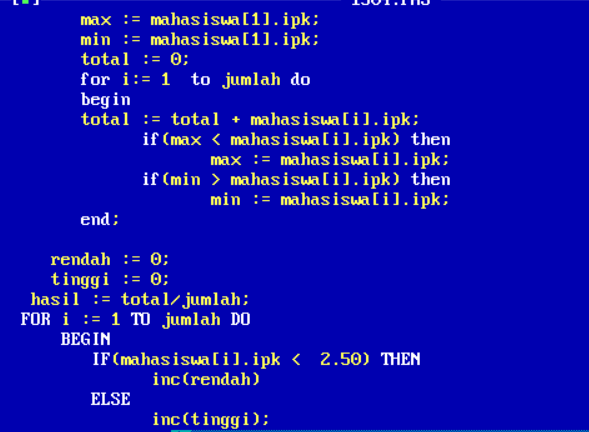 max := mahasiswa[1].ipk;
min := mahasiswa[1].ipk;
total := 0;
for i:= 1  to jumlah do
begin
total := total + mahasiswa[i].ipk;
if(max < mahasiswa[i].ipk) then
max := mahasiswa[i].ipk;
if(min > mahasiswa[i].ipk) then
min := mahasiswa[i].ipk;
end;
rendah := 0;
tinggi := 0;
hasil := total/jumlah;
FOR i := 1 TO jumlah DO
BEGIN
IF(mahasiswa[i].ipk <  2.50) THEN
inc(rendah)
ELSE
inc(tinggi);